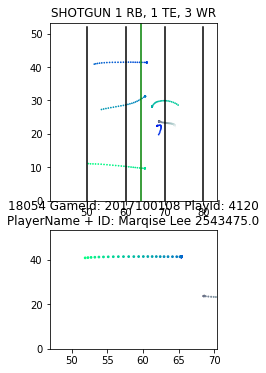 SHOTGUN 1 RB, 1 TE, 3 WR
50
40
30
20
10
0
50 60 70 80
18054 GameId: 2017100108 PlayId: 4120
PlayerName + ID: Marqise Lee 2543475.0
40
20
0
50 55 60 65 70